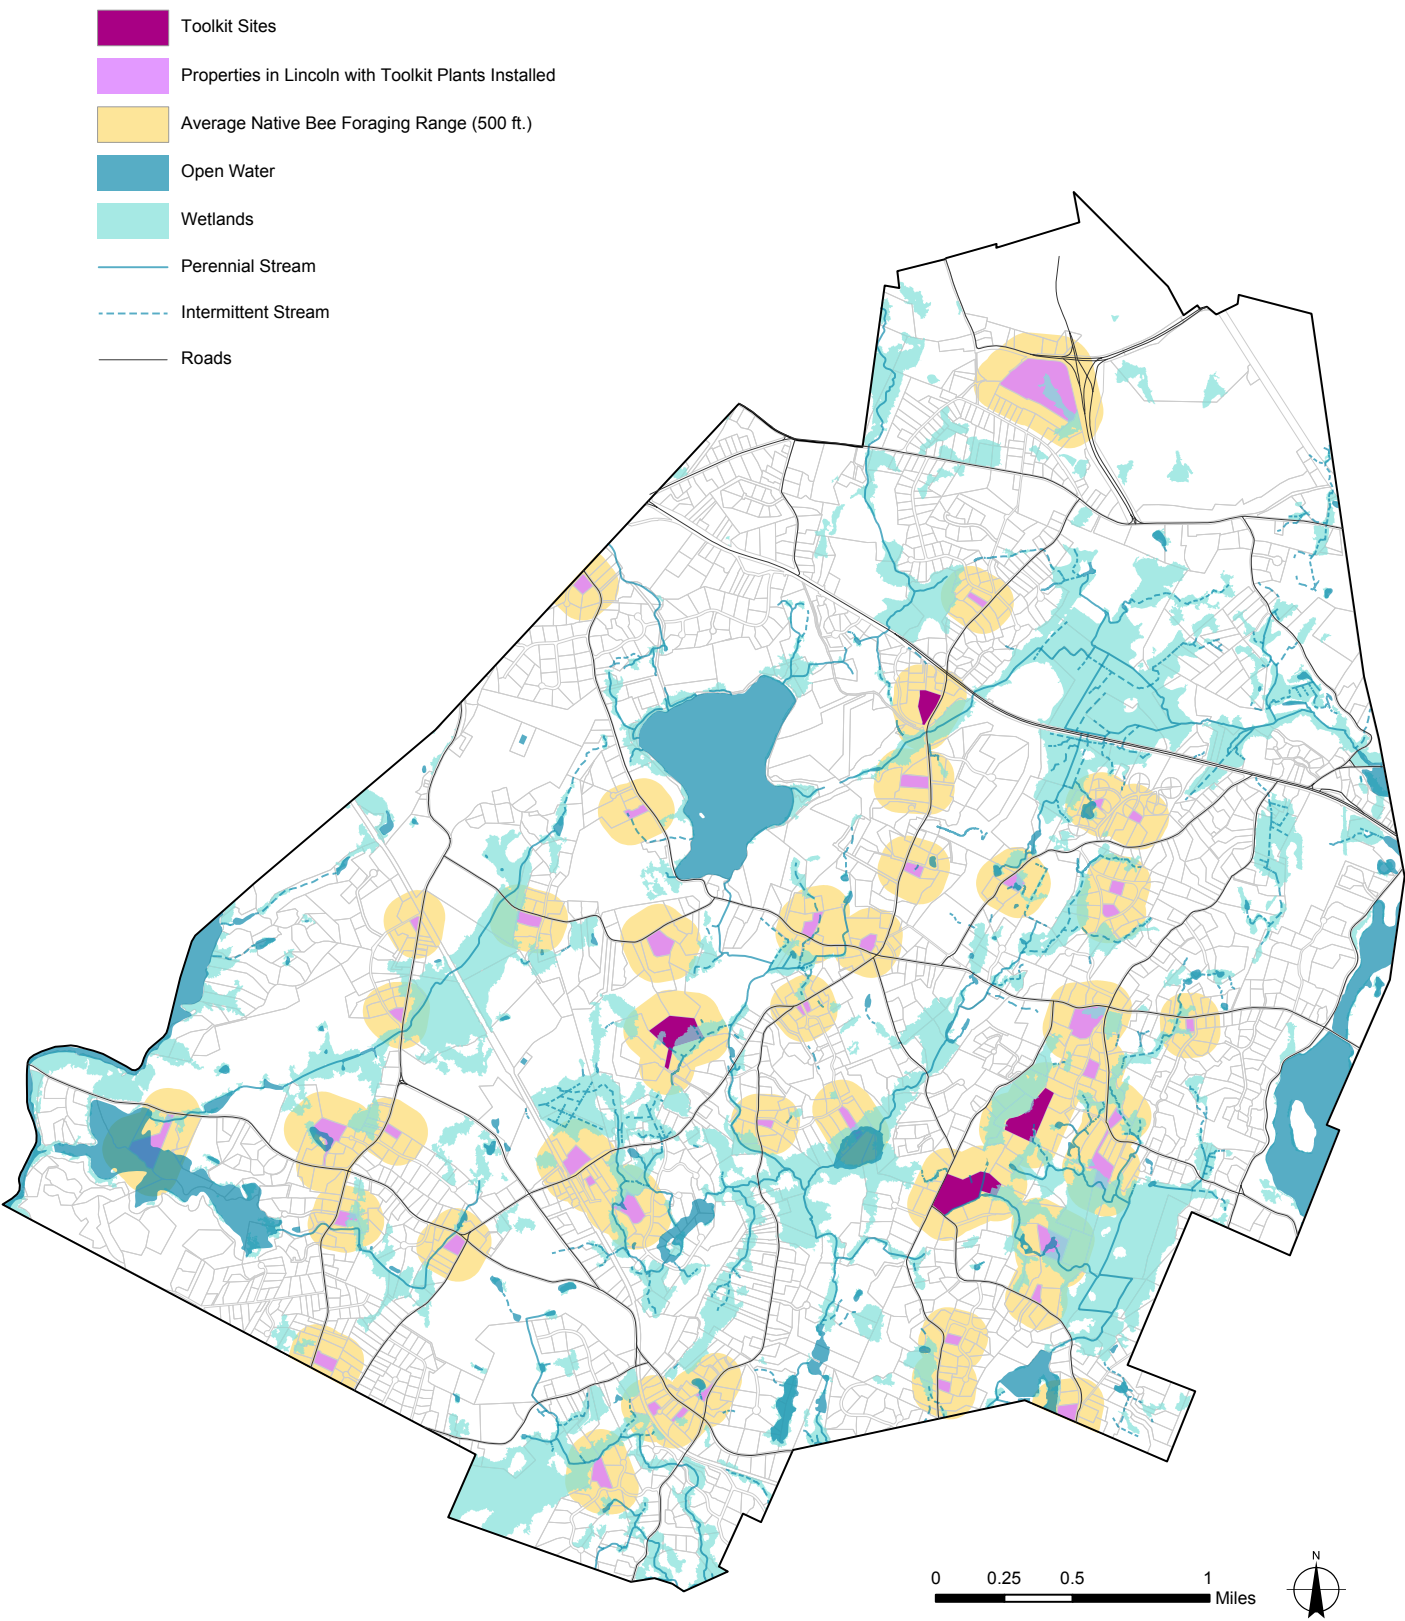 Toolkit Sites
Properties in Lincoln with Toolkit Plants Installed
Average Native Bee Foraging Range (500 ft.)
Open Water
Wetlands
Perennial Stream
Intermittent Stream
Roads
N
0 0.25 0.5 1
Miles